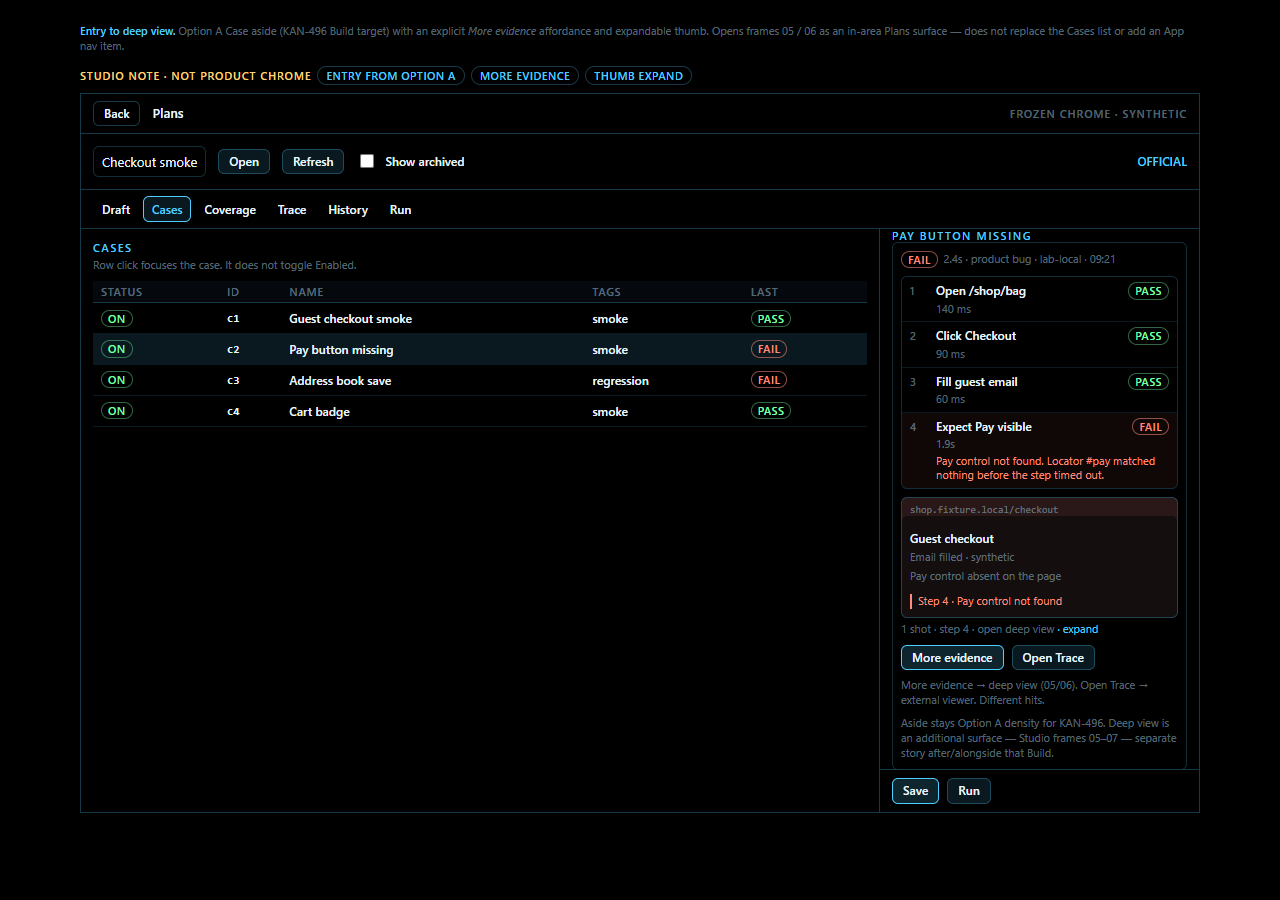 Entry to deep view. Option A Case aside (KAN-496 Build target) with an explicit More evidence affordance and expandable thumb. Opens frames 05 / 06 as an in-area Plans surface — does not replace the Cases list or add an App
nav item.
STUDIO NOTE · NOT PRODUCT CHROME ENTRY FROM OPTION A MORE EVIDENCE THUMB EXPAND
Back Plans FROZEN CHROME · SYNTHETIC
Checkout smoke Open Refresh Show archived OFFICIAL
Draft Cases Coverage Trace History Run
CASES
Row click focuses the case. It does not toggle Enabled.
STATUS ID NAME TAGS LAST
ON c1 Guest checkout smoke smoke PASS
ON c2 Pay button missing smoke FAIL
ON c3 Address book save regression FAIL
ON c4 Cart badge smoke PASS
PAY BUTTON MISSING
FAIL 2.4s · product bug · lab-local · 09:21
1 Open /shop/bag PASS
140 ms
2 Click Checkout PASS
90 ms
3 Fill guest email PASS
60 ms
4 Expect Pay visible FAIL
1.9s
Pay control not found. Locator #pay matched
nothing before the step timed out.
shop.fixture.local/checkout
Guest checkout
Email filled · synthetic
Pay control absent on the page
Step 4 · Pay control not found
1 shot · step 4 · open deep view · expand
More evidence Open Trace
More evidence → deep view (05/06). Open Trace →
external viewer. Different hits.
Aside stays Option A density for KAN-496. Deep view is
an additional surface — Studio frames 05–07 — separate
story after/alongside that Build.
Save Run